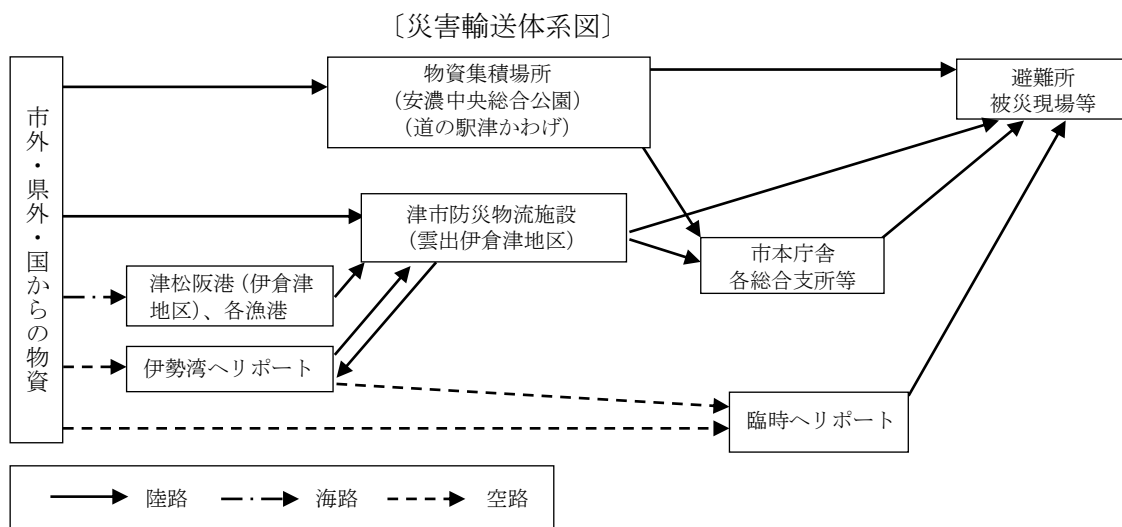 〔災害輸送体系図〕
市外・県外・国からの物資
物資集積場所
（安濃中央総合公園）
（道の駅津かわげ）
避難所
被災現場等
津市防災物流施設
（雲出伊倉津地区）
市本庁舎
各総合支所等
津松阪港（伊倉津
地区）、各漁港
伊勢湾ヘリポート
臨時ヘリポート
陸路
海路
空路